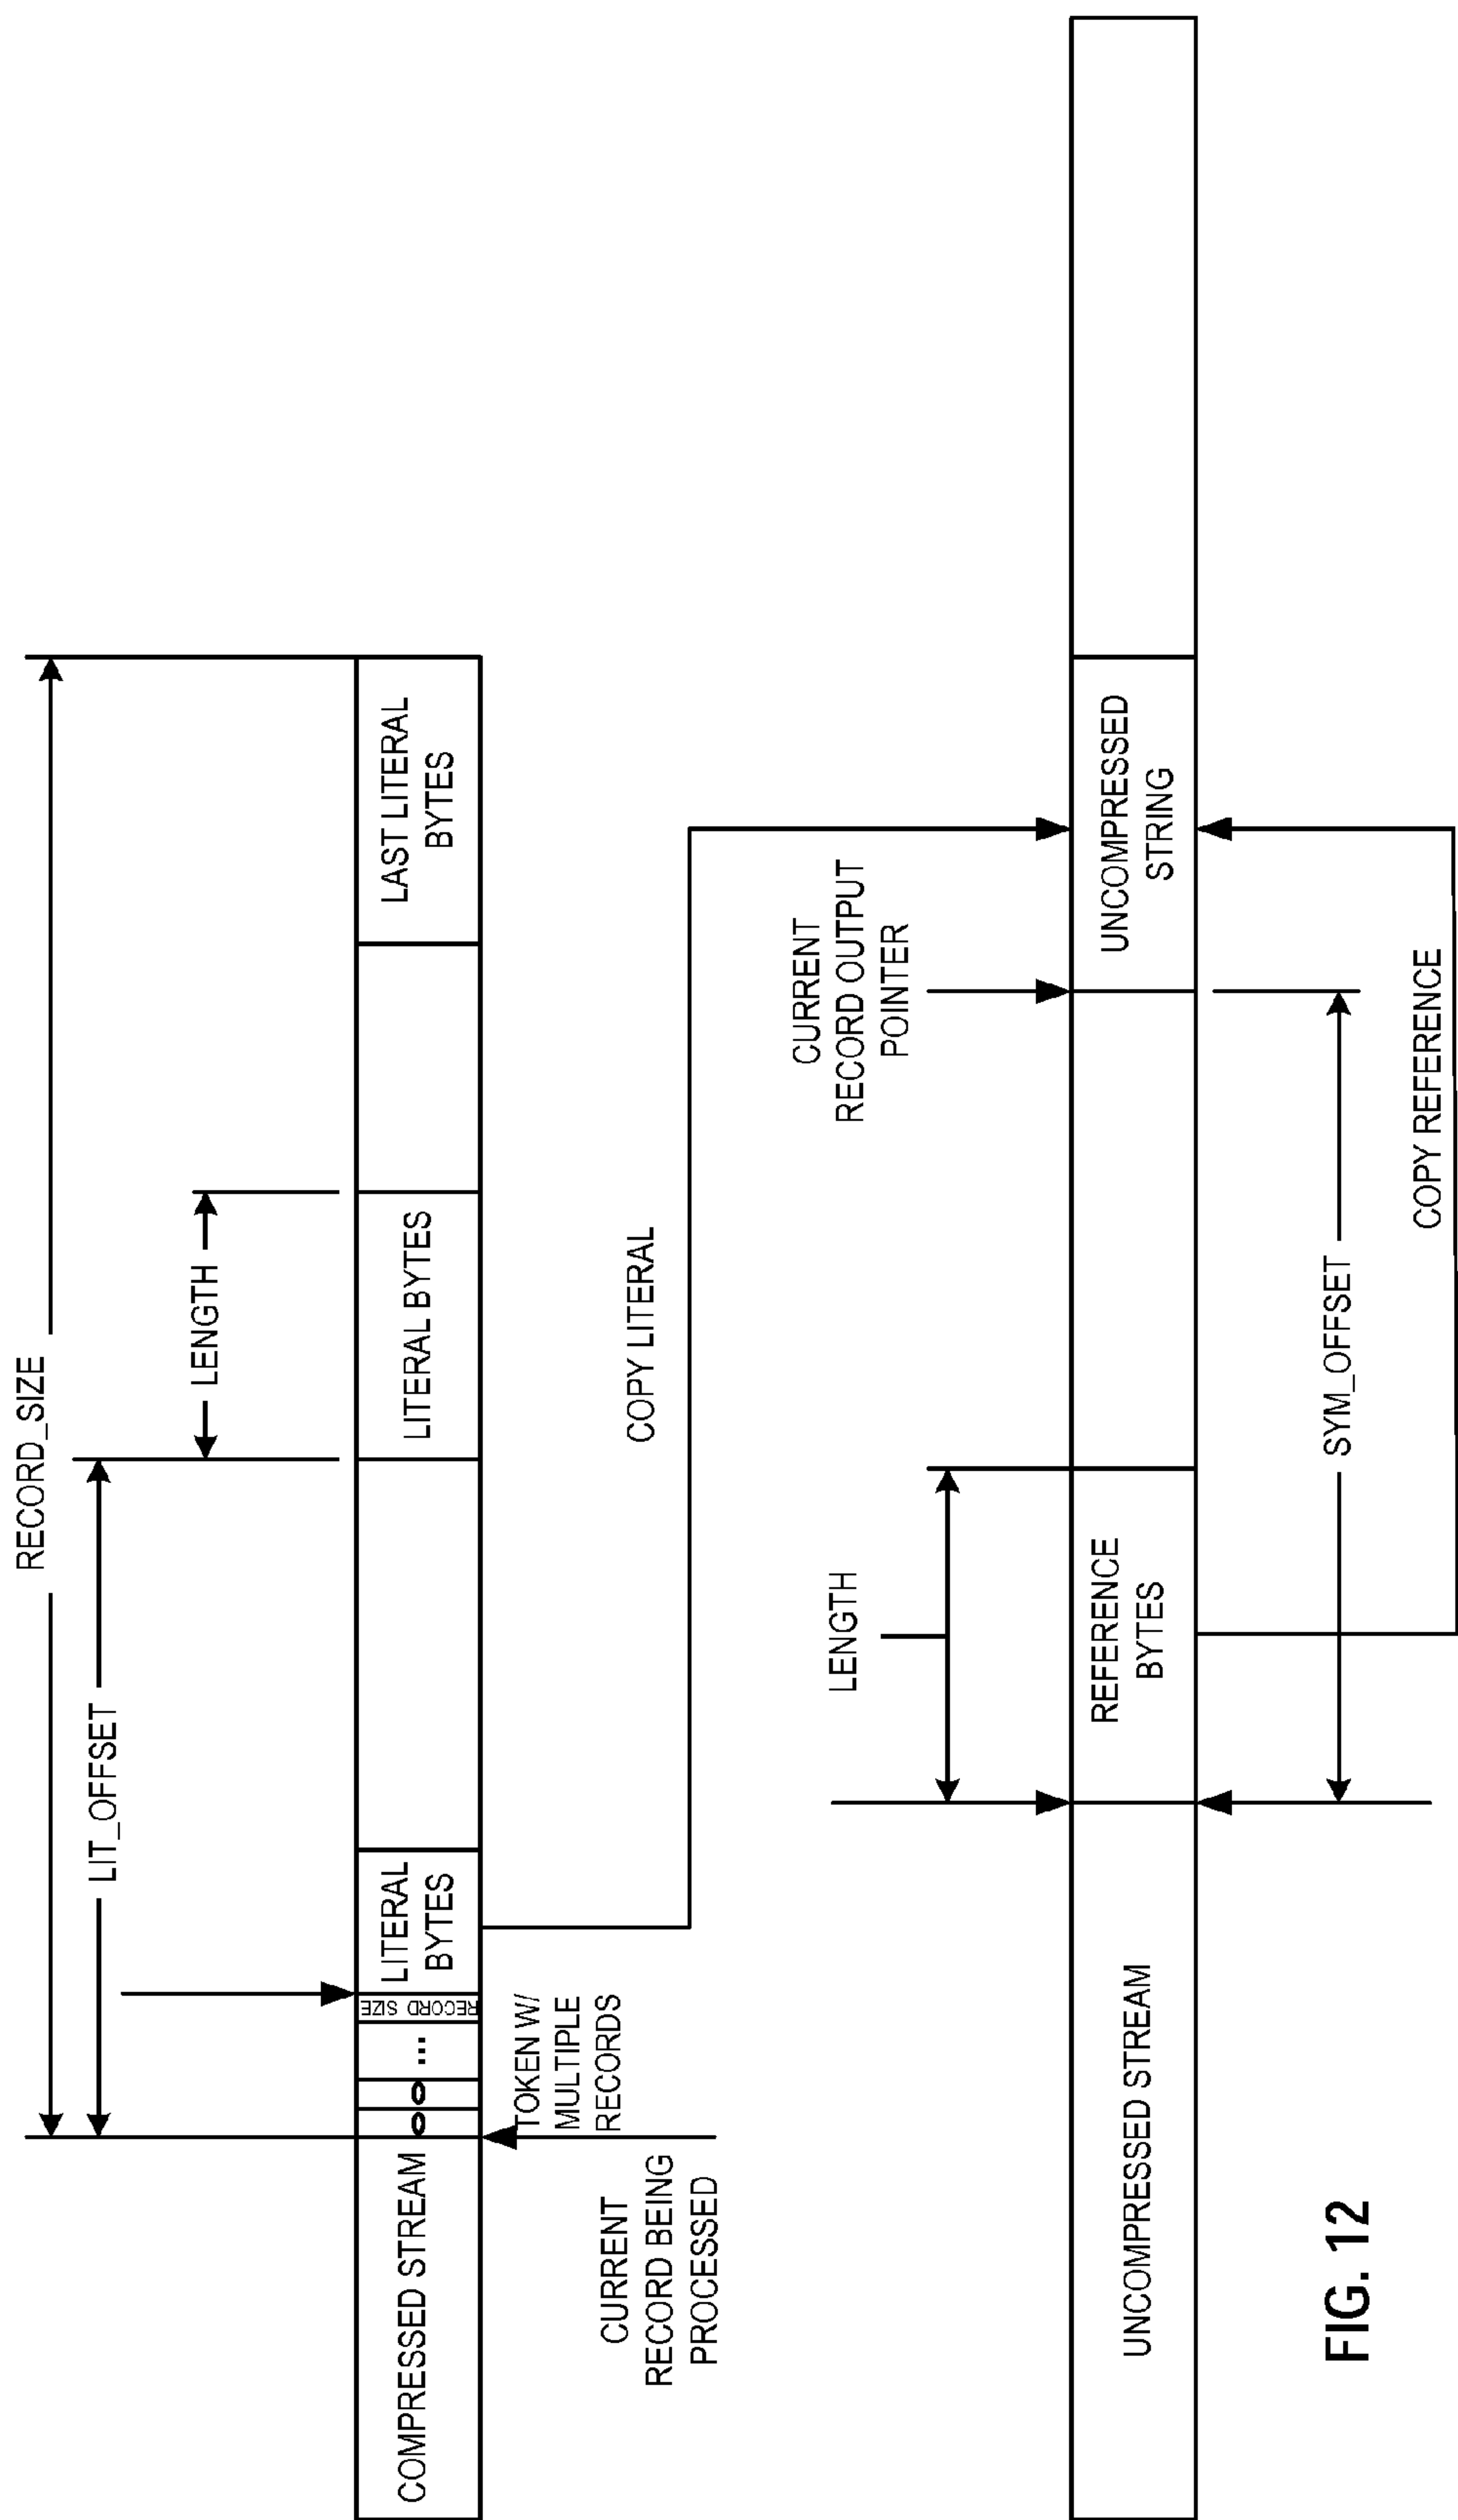 RECORD_SIZE
LIT_OFFSET
LENGTH
COMPRESSED STREAM
0
0
...
RECORD SIZE
LITERAL
BYTES
LITERAL BYTES
LAST LITERAL
BYTES
TOKEN W/
MULTIPLE
RECORDS
CURRENT
RECORD BEING
PROCESSED
COPY LITERAL
LENGTH
CURRENT
RECORD OUTPUT
POINTER
UNCOMPRESSED STREAM
REFERENCE
BYTES
UNCOMPRESSED
STRING
SYM_OFFSET
COPY REFERENCE
FIG. 12